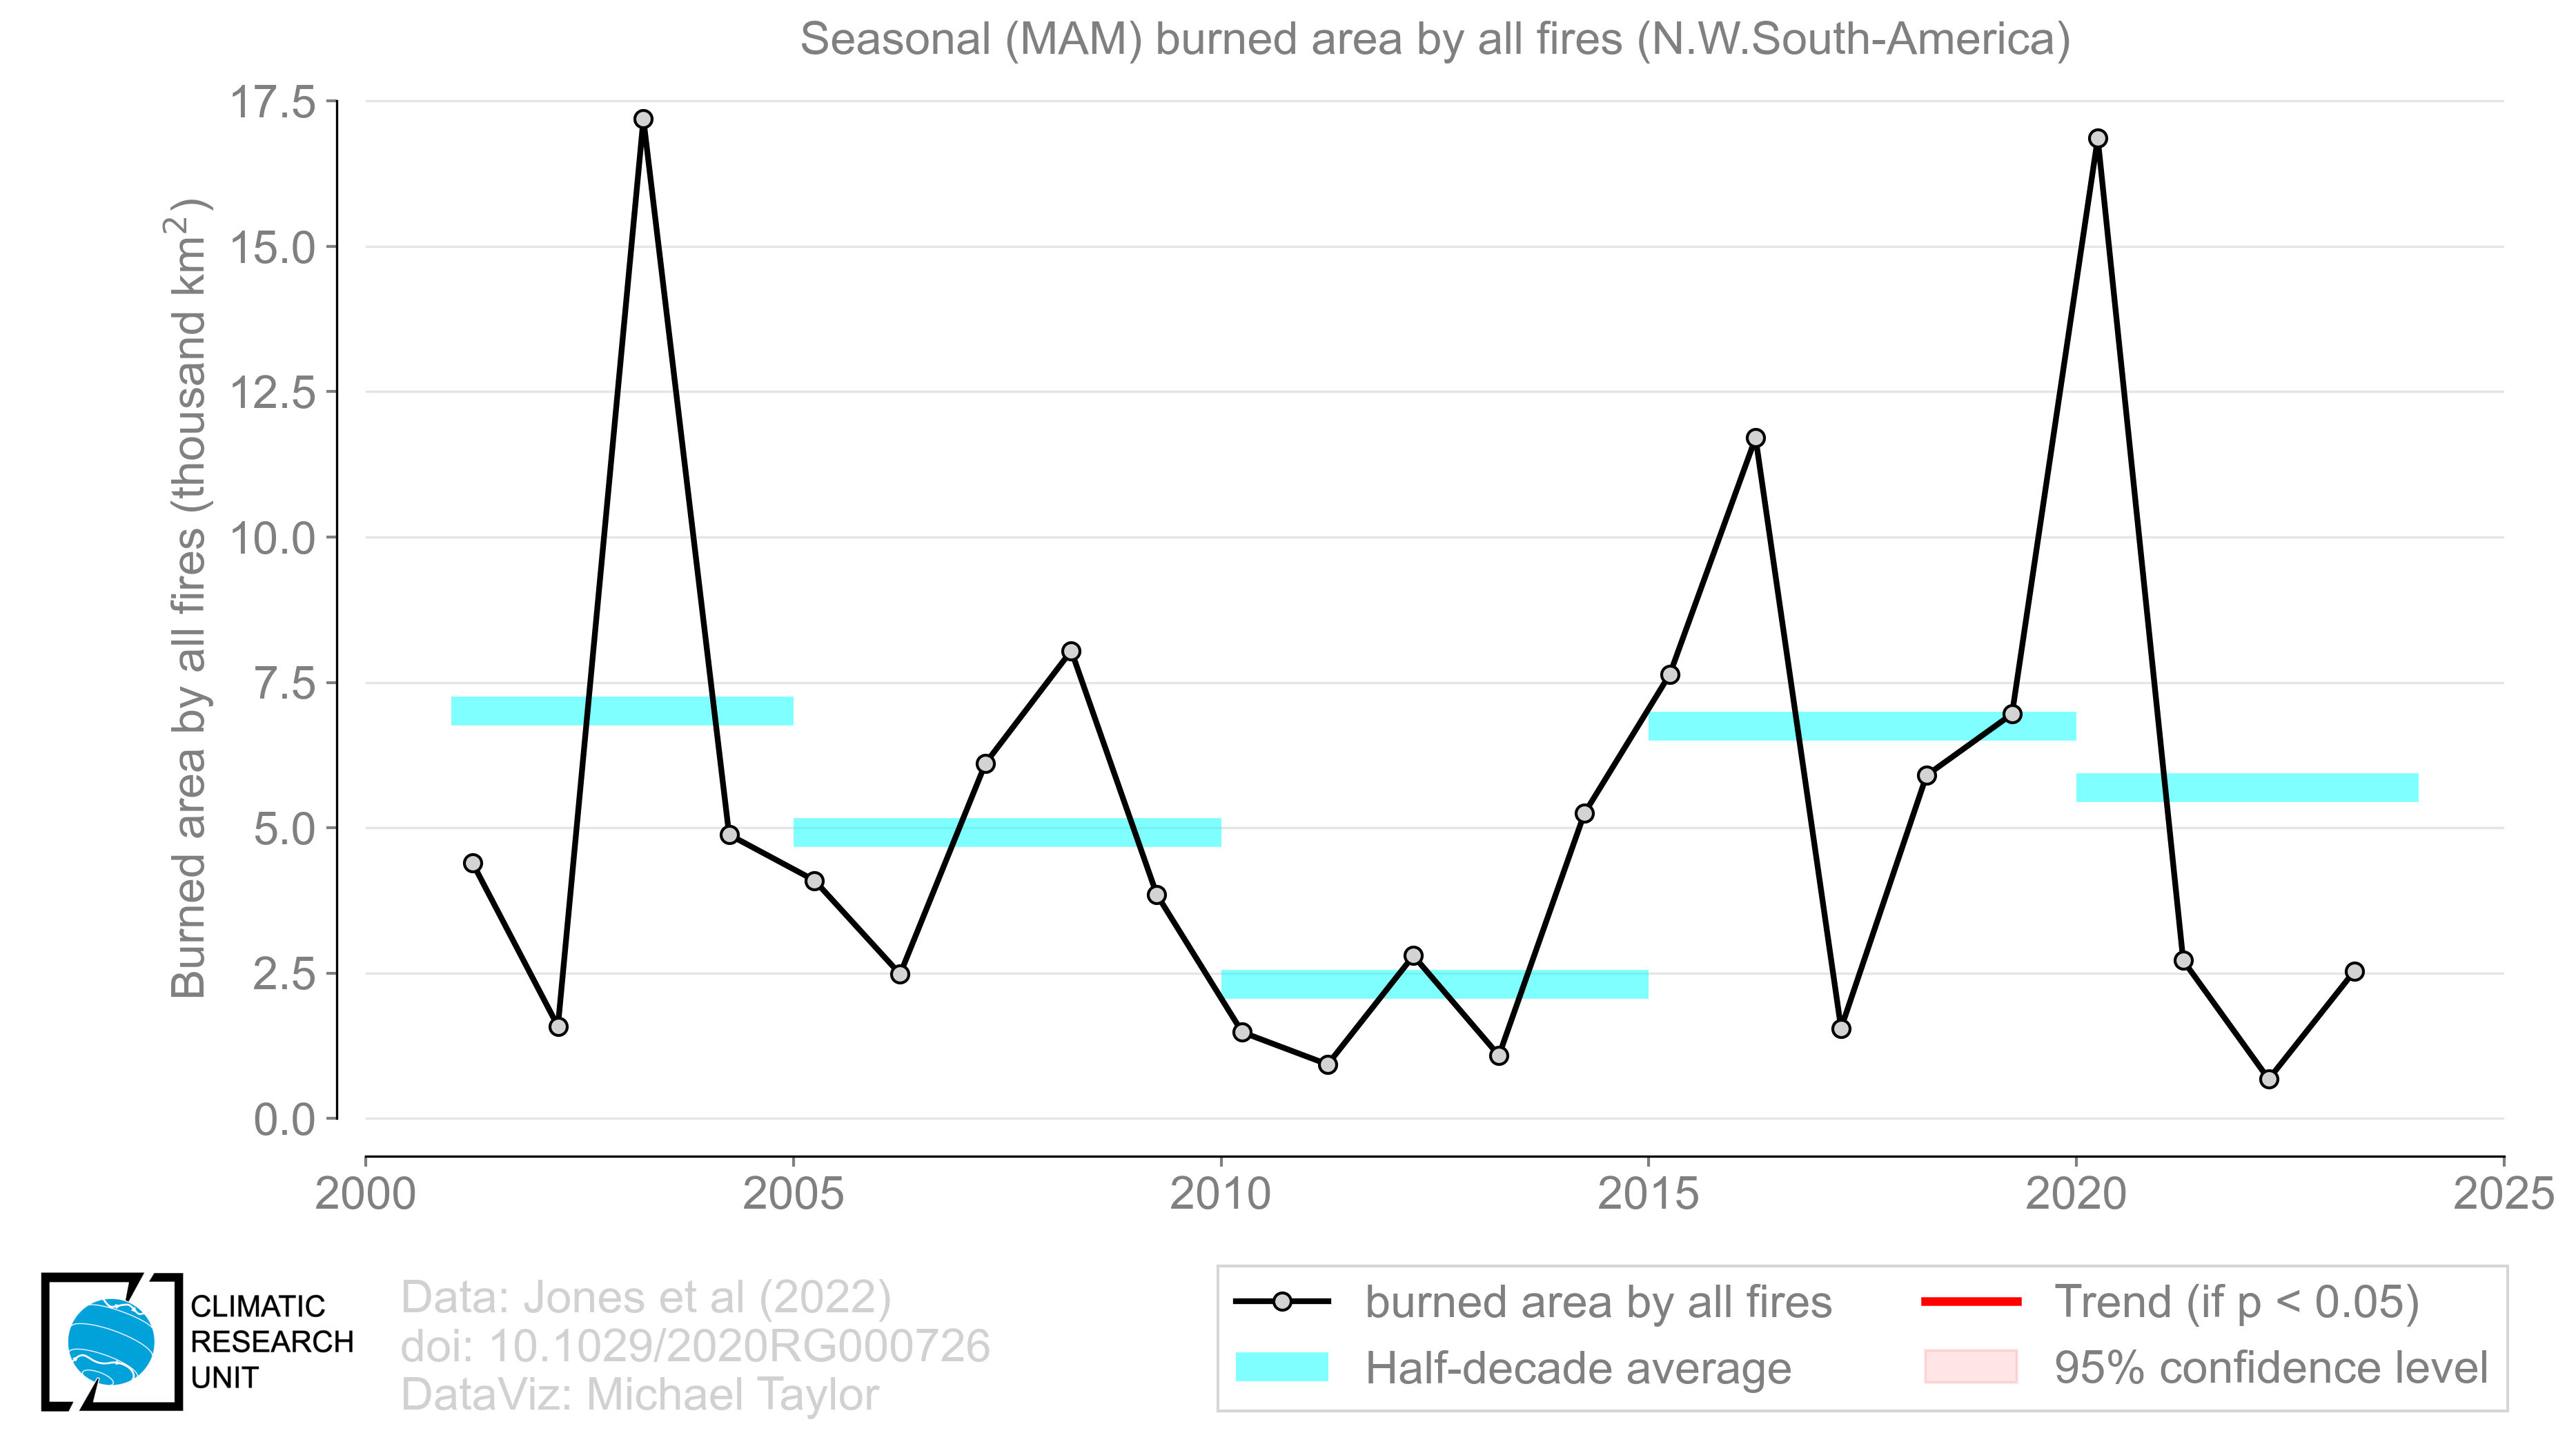 Seasonal (MAM) burned area by all fires (N.W.South-America)
Burned area by all fires (thousand km²)
17.5
15.0
12.5
10.0
7.5
5.0
2.5
0.0
2000 2005 2010 2015 2020 2025
CLIMATIC
RESEARCH
UNIT
Data: Jones et al (2022)
doi: 10.1029/2020RG000726
DataViz: Michael Taylor
burned area by all fires
Half-decade average
Trend (if p < 0.05)
95% confidence level